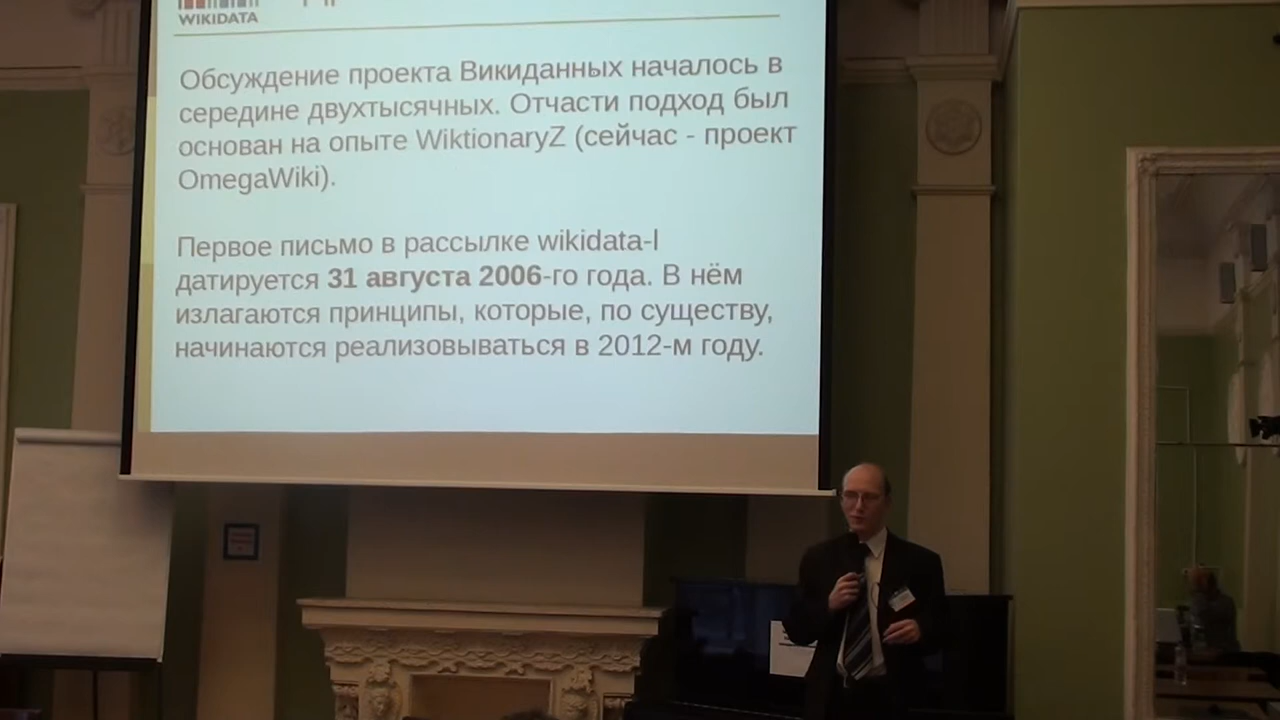 WIKIDATA
Обсуждение проекта Викиданных началось в
середине двухтысячных. Отчасти подход был
основан на опыте WiktionaryZ (сейчас - проект
OmegaWiki).
Первое письмо в рассылке wikidata-l
датируется 31 августа 2006-го года. В нём
излагаются принципы, которые, по существу,
начинаются реализовываться в 2012-м году.